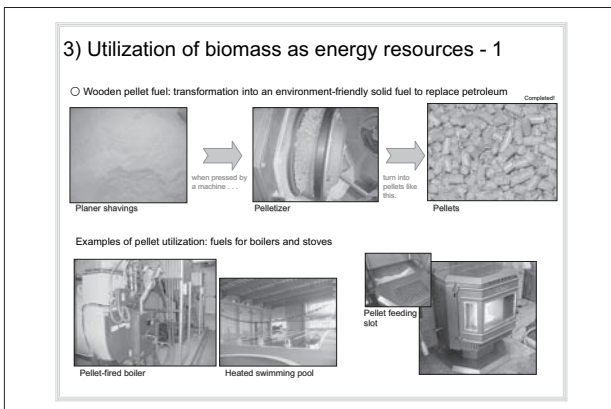 3) Utilization of biomass as energy resources - 1
○ Wooden pellet fuel: transformation into an environment-friendly solid fuel to replace petroleum
Completed!
when pressed by
a machine . . .
turn into
pellets like
this.
Planer shavings
Pelletizer
Pellets
Examples of pellet utilization: fuels for boilers and stoves
Pellet feeding
slot
Pellet-fired boiler
Heated swimming pool